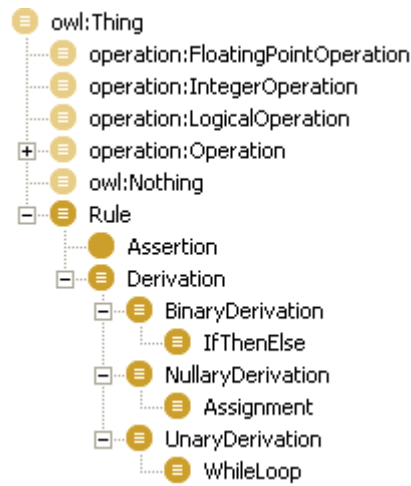 owl:Thing
operation:FloatingPointOperation
operation:IntegerOperation
operation:LogicalOperation
operation:Operation
owl:Nothing
Rule
Assertion
Derivation
BinaryDerivation
IfThenElse
NullaryDerivation
Assignment
UnaryDerivation
WhileLoop